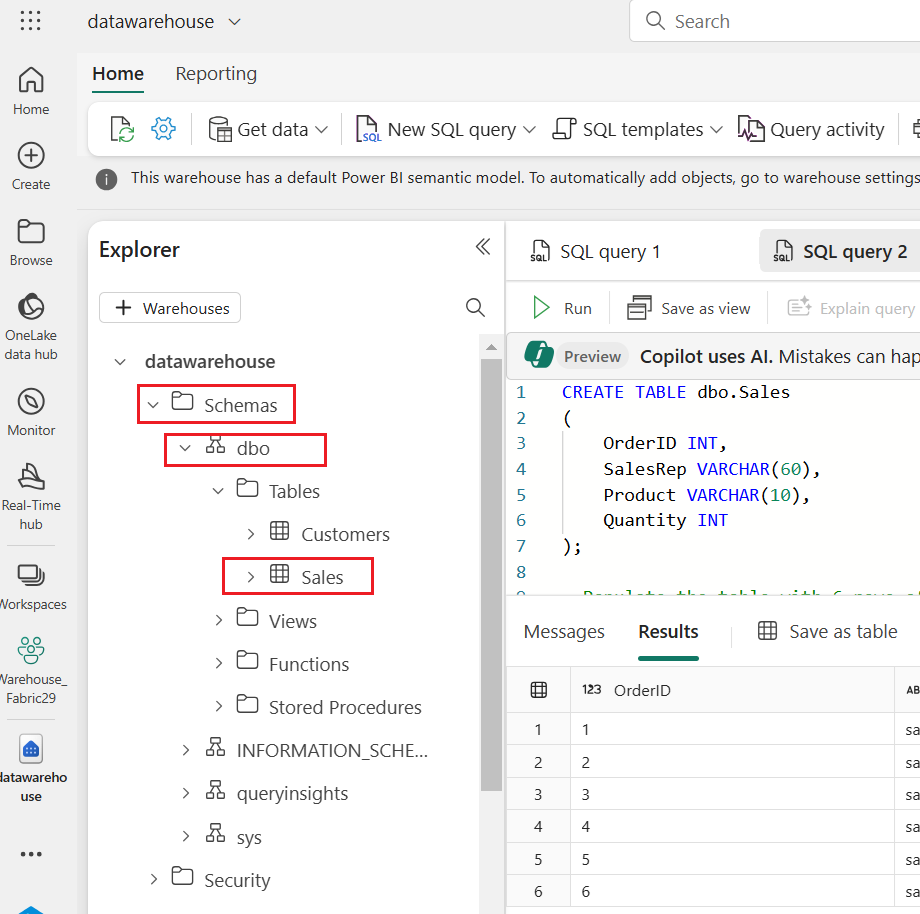 datawarehouse
Search
Home
Reporting
Get data
SQL
New SQL query
SQL templates
Query activity
This warehouse has a default Power BI semantic model. To automatically add objects, go to warehouse settings
Home
Create
Browse
OneLake
data hub
Monitor
Real-Time
hub
Workspaces
Warehouse_
Fabric29
datawareho
use
Explorer
+ Warehouses
datawarehouse
Schemas
dbo
Tables
Customers
Sales
Views
Functions
Stored Procedures
INFORMATION_SCHE...
queryinsights
sys
Security
SQL
SQL query 1
SQL
SQL query 2
Run
Save as view
Explain query
Preview
Copilot uses AI. Mistakes can hap
1 CREATE TABLE dbo.Sales
2 (
3 OrderID INT,
4 SalesRep VARCHAR(60),
5 Product VARCHAR(10),
6 Quantity INT
7 );
8
Messages
Results
Save as table
123 OrderID AB
1 1 sa
2 2 sa
3 3 sa
4 4 sa
5 5 sa
6 6 sa